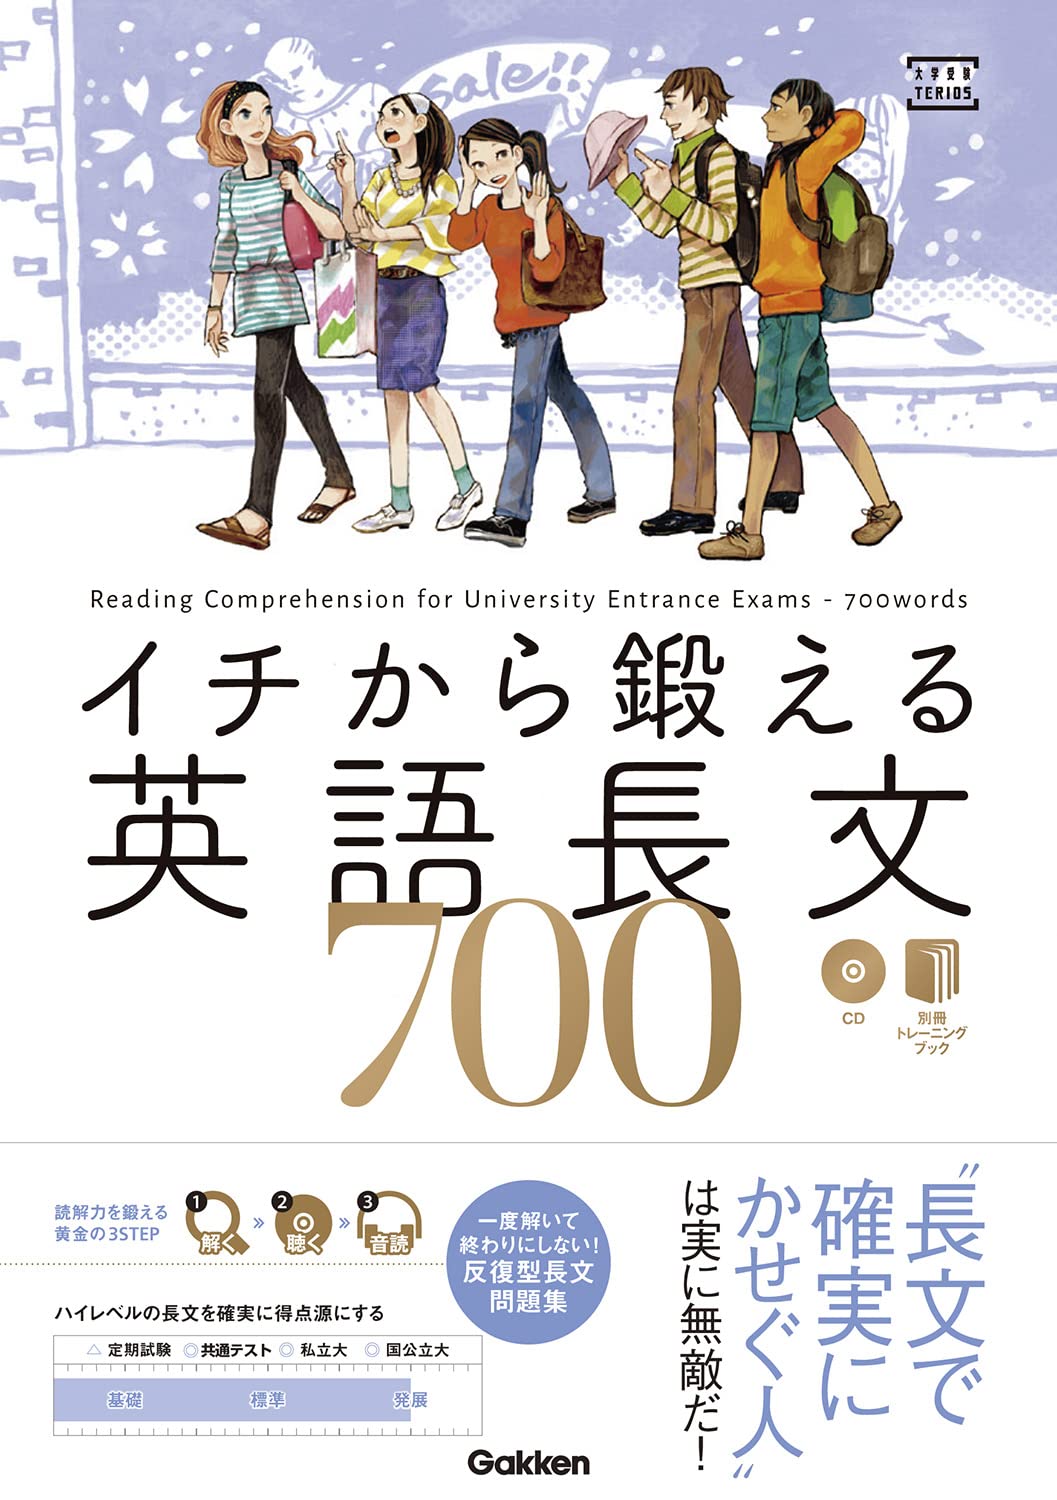 sale!!
大学受験
TERIOS
Reading Comprehension for University Entrance Exams - 700words
イチから鍛える
英語長文
700
CD
別冊
トレーニング
ブック
読解力を鍛える
黄金の3STEP
1
解く
»
2
聴く
»
3
音読
一度解いて
終わりにしない!
反復型長文
問題集
ハイレベルの長文を確実に得点源にする
△ 定期試験 ◎共通テスト ◎ 私立大 ◎ 国公立大
基礎 標準 発展
〝長文で
確実に
かせぐ人〟
は実に無敵だ!
Gakken